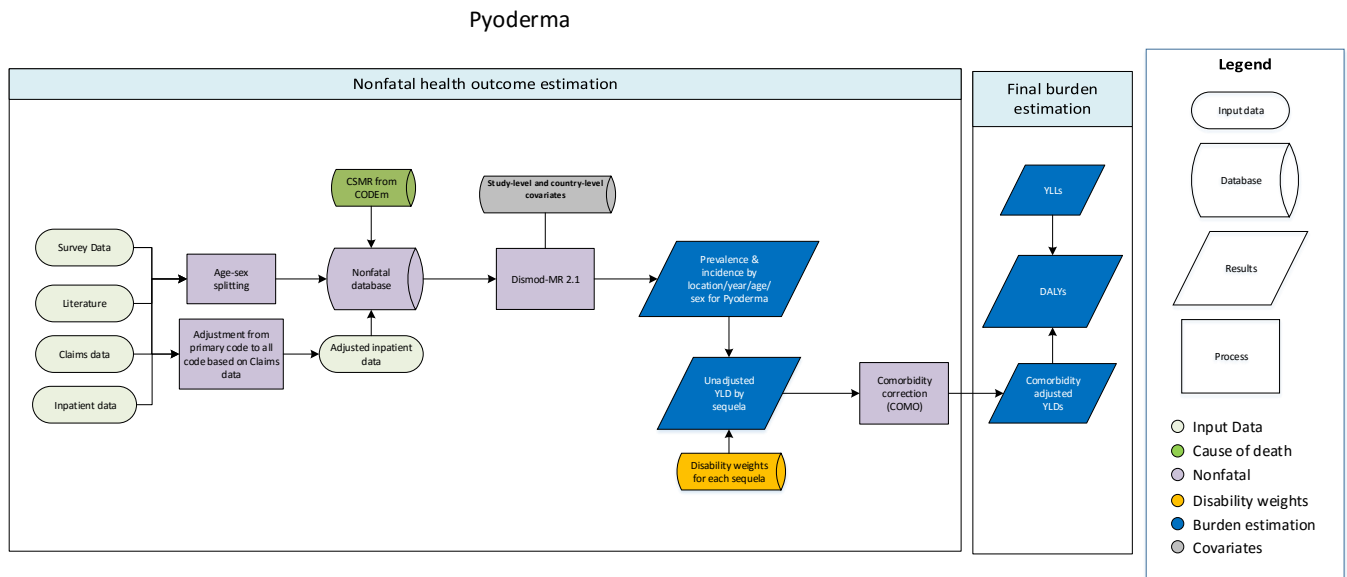 Pyoderma
Nonfatal health outcome estimation
Survey Data
Literature
Claims data
Inpatient data
Age-sex
splitting
Adjustment from
primary code to all
code based on Claims
data
CSMR from
CODEm
Nonfatal
database
Adjusted inpatient
data
Study-level and country-level
covariates
Dismod-MR 2.1
Prevalence &
incidence by
location/year/age/
sex for Pyoderma
Unadjusted
YLD by
sequela
Disability weights
for each sequela
Comorbidity
correction
(COMO)
Final burden
estimation
YLLs
DALYs
Comorbidity
adjusted
YLDs
Legend
Input data
Database
Results
Process
Input Data
Cause of death
Nonfatal
Disability weights
Burden estimation
Covariates